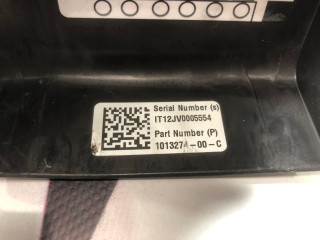 Serial Number (s)
IT12JV0005554
Part Number (P)
1013274-00-C